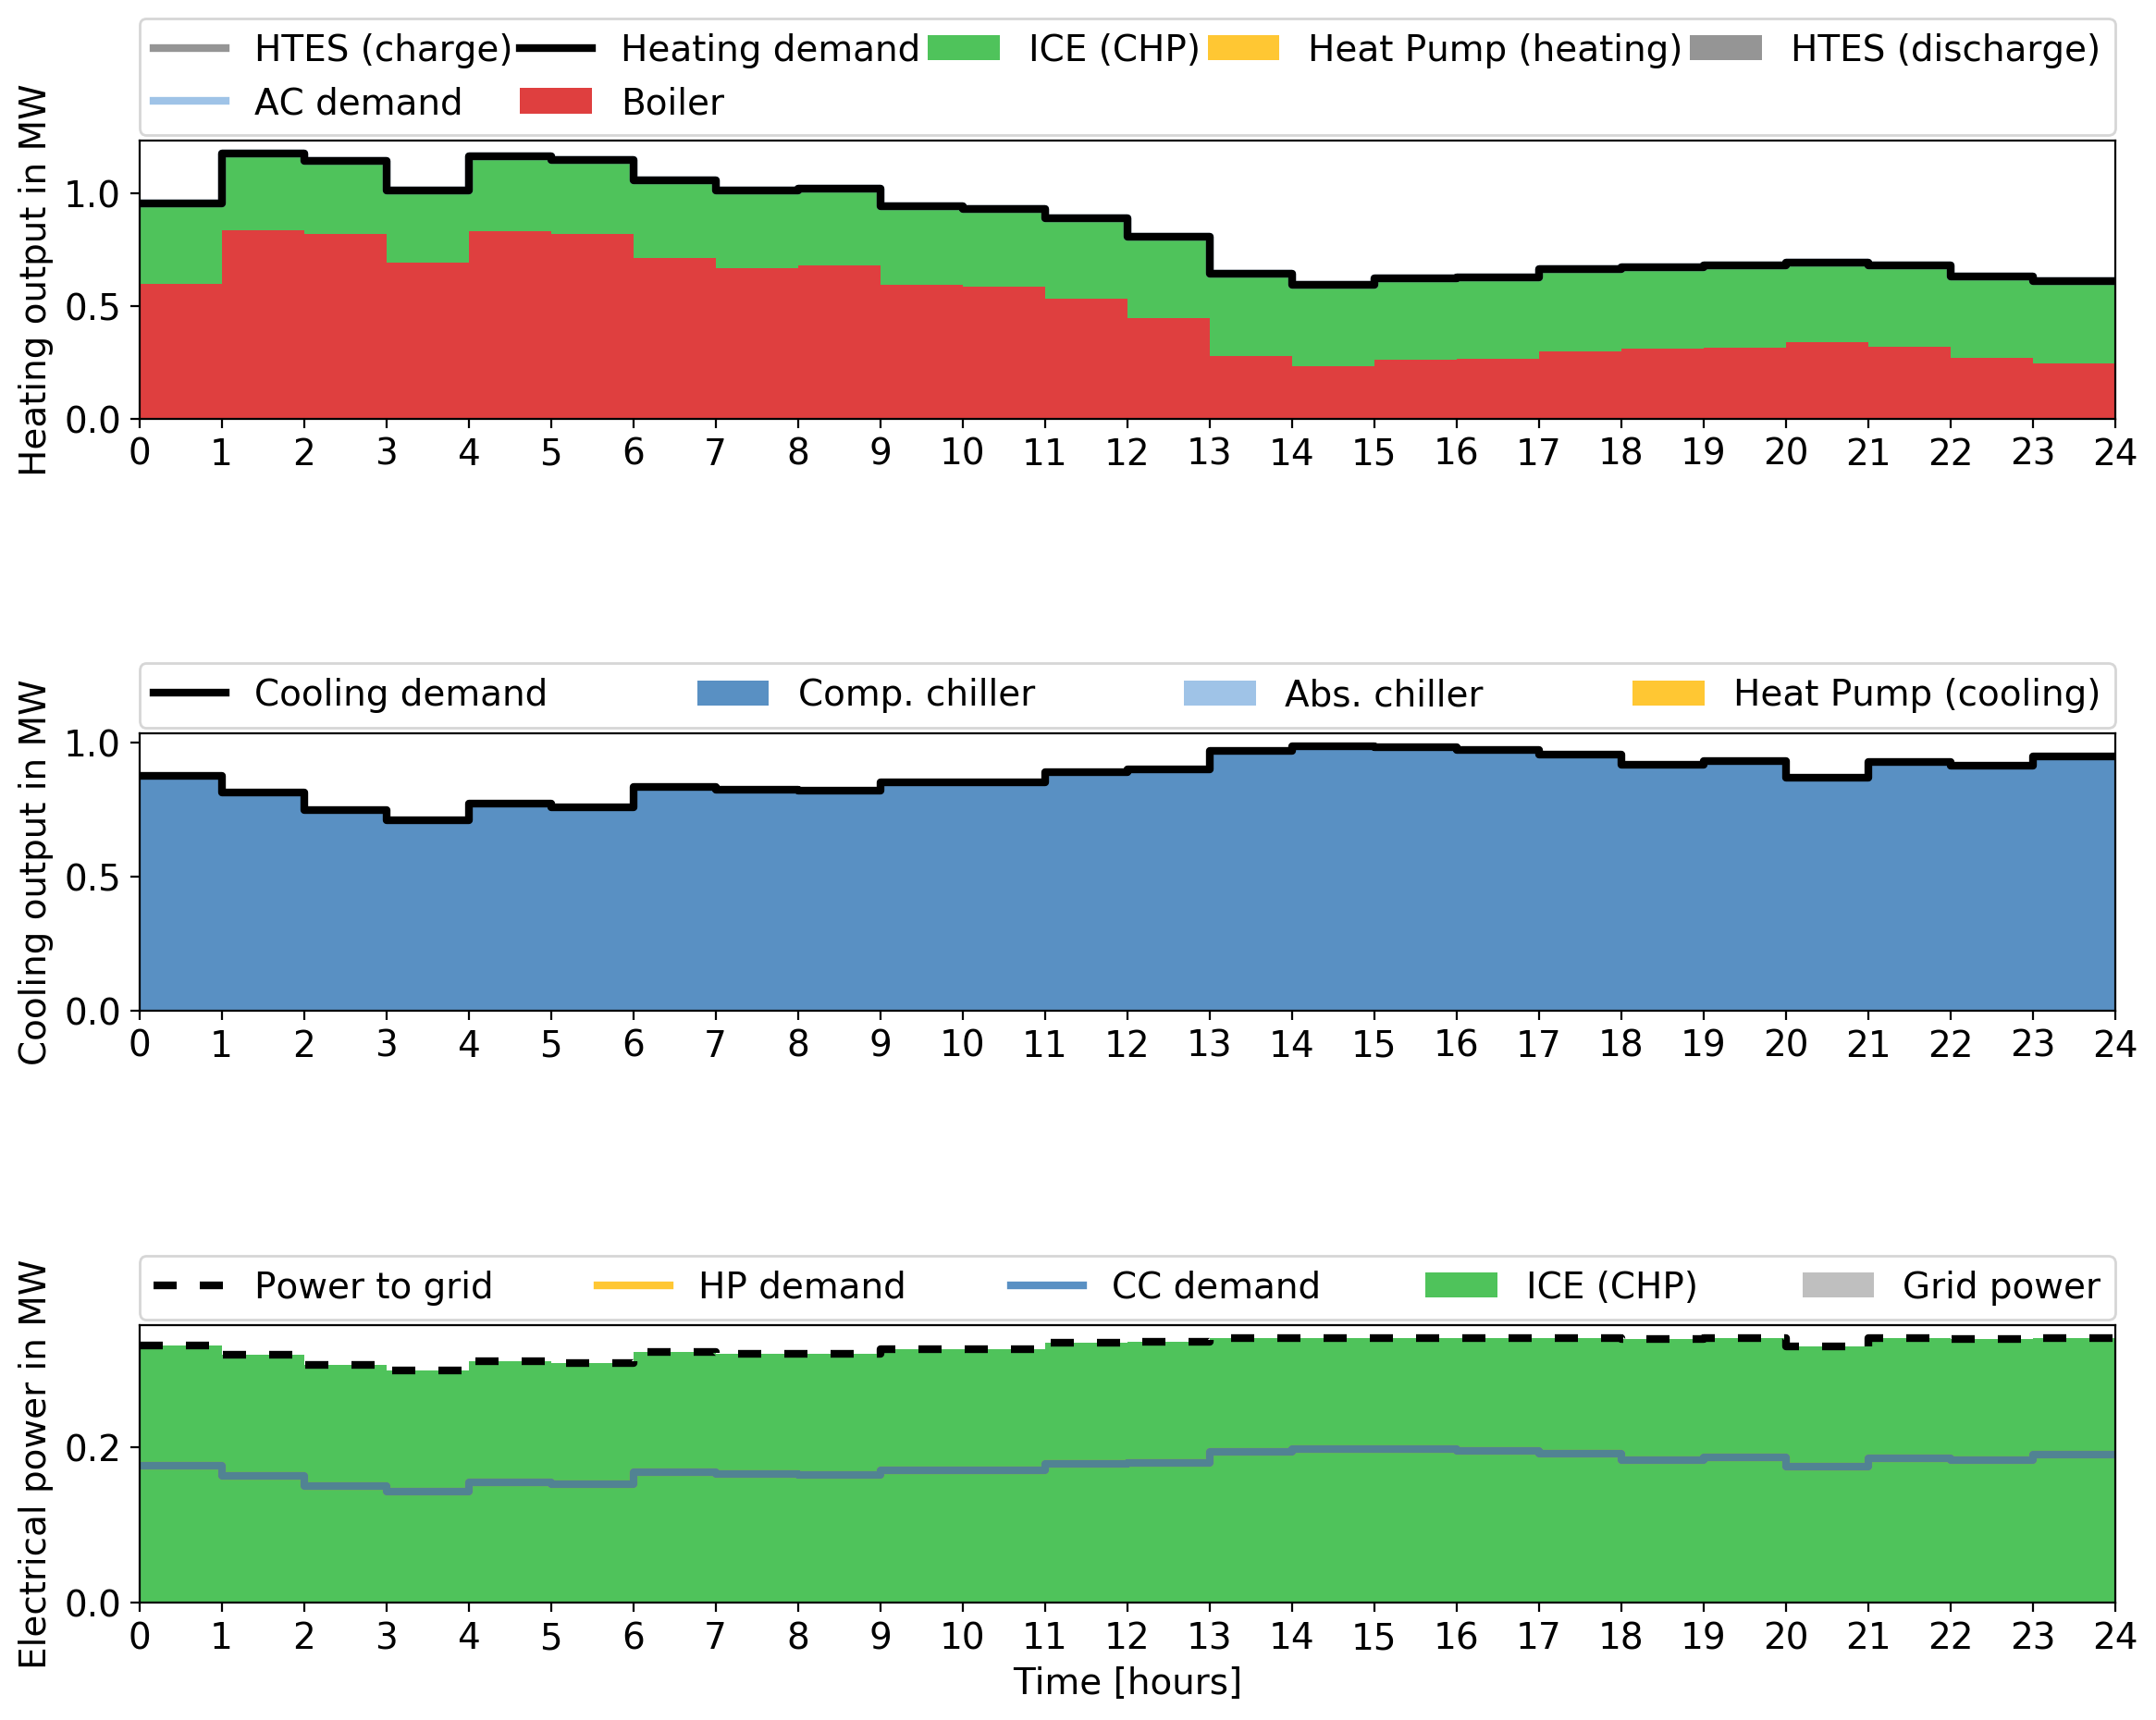 HTES (charge) Heating demand ICE (CHP) Heat Pump (heating) HTES (discharge)
AC demand Boiler
Heating output in MW
1.0
0.5
0.0
0 1 2 3 4 5 6 7 8 9 10 11 12 13 14 15 16 17 18 19 20 21 22 23 24
Cooling demand Comp. chiller Abs. chiller Heat Pump (cooling)
Cooling output in MW
1.0
0.5
0.0
0 1 2 3 4 5 6 7 8 9 10 11 12 13 14 15 16 17 18 19 20 21 22 23 24
Power to grid HP demand CC demand ICE (CHP) Grid power
Electrical power in MW
0.2
0.0
0 1 2 3 4 5 6 7 8 9 10 11 12 13 14 15 16 17 18 19 20 21 22 23 24
Time [hours]